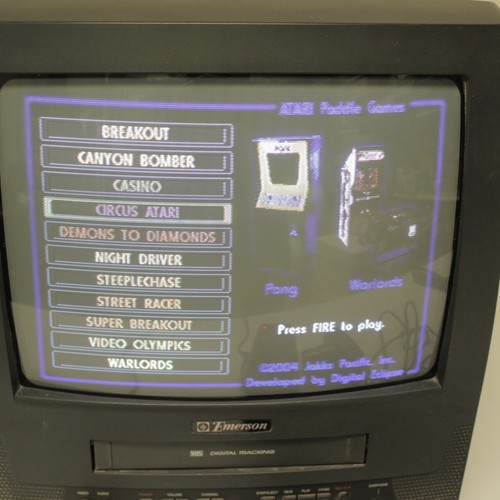 ATARI Paddle Games
BREAKOUT
CANYON BOMBER
CASINO
CIRCUS ATARI
DEMONS TO DIAMONDS
NIGHT DRIVER
STEEPLECHASE
STREET RACER
SUPER BREAKOUT
VIDEO OLYMPICS
WARLORDS
PONG
Pong
Warlords
Press FIRE to play.
©2004 Jakks Pacific, Inc.
Developed by Digital Eclipse
Emerson
VHS DIGITAL TRACKING